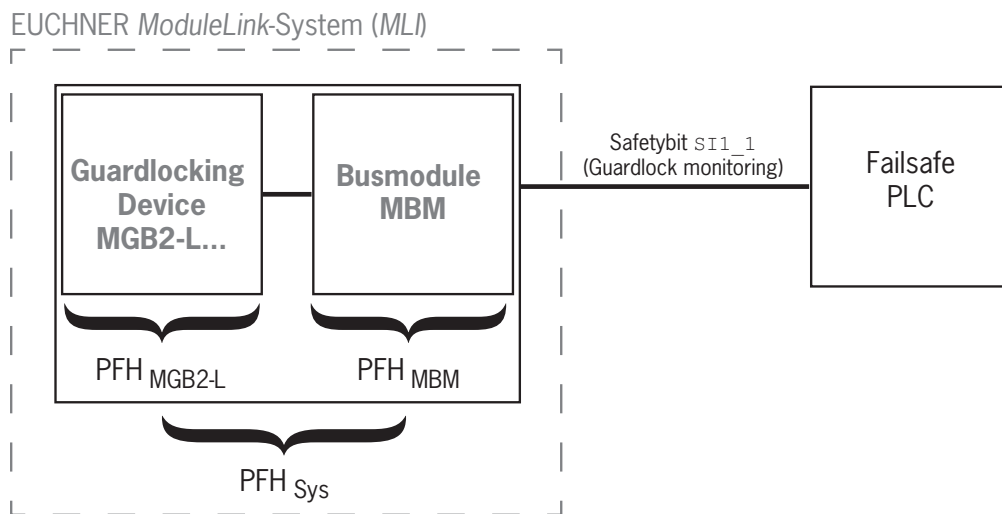 EUCHNER ModuleLink-System (MLI)
Guardlocking
Device
MGB2-L...
Busmodule
MBM
Safetybit SI1_1
(Guardlock monitoring)
Failsafe
PLC
PFH MGB2-L
PFH MBM
PFH Sys